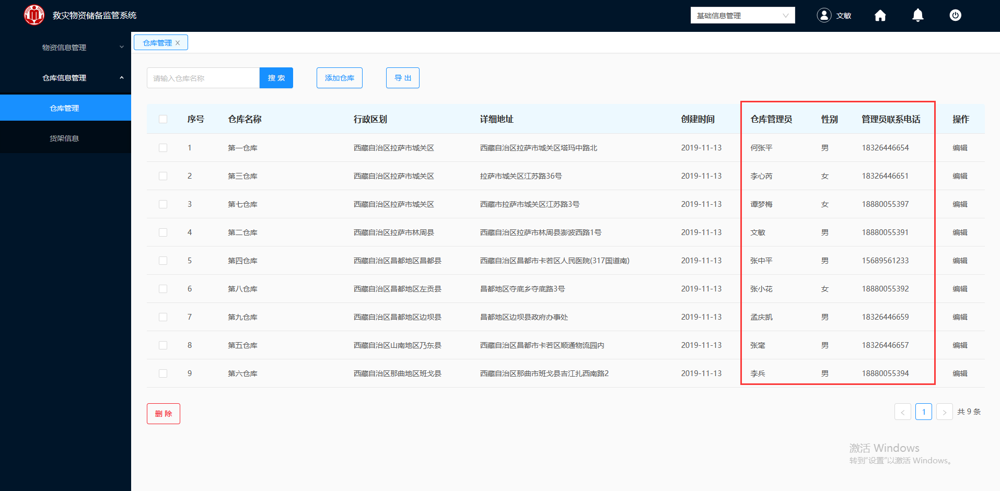 救灾物资储备监管系统
基础信息管理
文敏
物资信息管理
仓库信息管理
仓库管理
货架信息
仓库管理
请输入仓库名称 搜 索 添加仓库 导 出
序号 仓库名称 行政区划 详细地址 创建时间 仓库管理员 性别 管理员联系电话 操作
1 第一仓库 西藏自治区拉萨市城关区 西藏自治区拉萨市城关区塔玛中路北 2019-11-13 何张平 男 18326446654 编辑
2 第三仓库 西藏自治区拉萨市城关区 拉萨市城关区江苏路36号 2019-11-13 李心芮 女 18326446651 编辑
3 第七仓库 西藏自治区拉萨市城关区 西藏市拉萨市城关区江苏路3号 2019-11-13 谭梦梅 女 18880055397 编辑
4 第二仓库 西藏自治区拉萨市林周县 西藏自治区拉萨市林周县澎波西路1号 2019-11-13 文敏 男 18880055391 编辑
5 第四仓库 西藏自治区昌都地区昌都县 西藏自治区昌都市卡若区人民医院(317国道南) 2019-11-13 张中平 男 15689561233 编辑
6 第八仓库 西藏自治区昌都地区左贡县 昌都地区夺底乡夺底路3号 2019-11-13 张小花 女 18880055392 编辑
7 第九仓库 西藏自治区昌都地区边坝县 昌都地区边坝县政府办事处 2019-11-13 孟庆凯 男 18326446659 编辑
8 第五仓库 西藏自治区山南地区乃东县 西藏自治区昌都市卡若区顺通物流园内 2019-11-13 张毫 男 18326446657 编辑
9 第六仓库 西藏自治区那曲地区班戈县 西藏自治区那曲市班戈县吉江扎西南路2 2019-11-13 李兵 男 18880055394 编辑
删 除
1 共 9 条
激活 Windows
转到“设置”以激活 Windows。